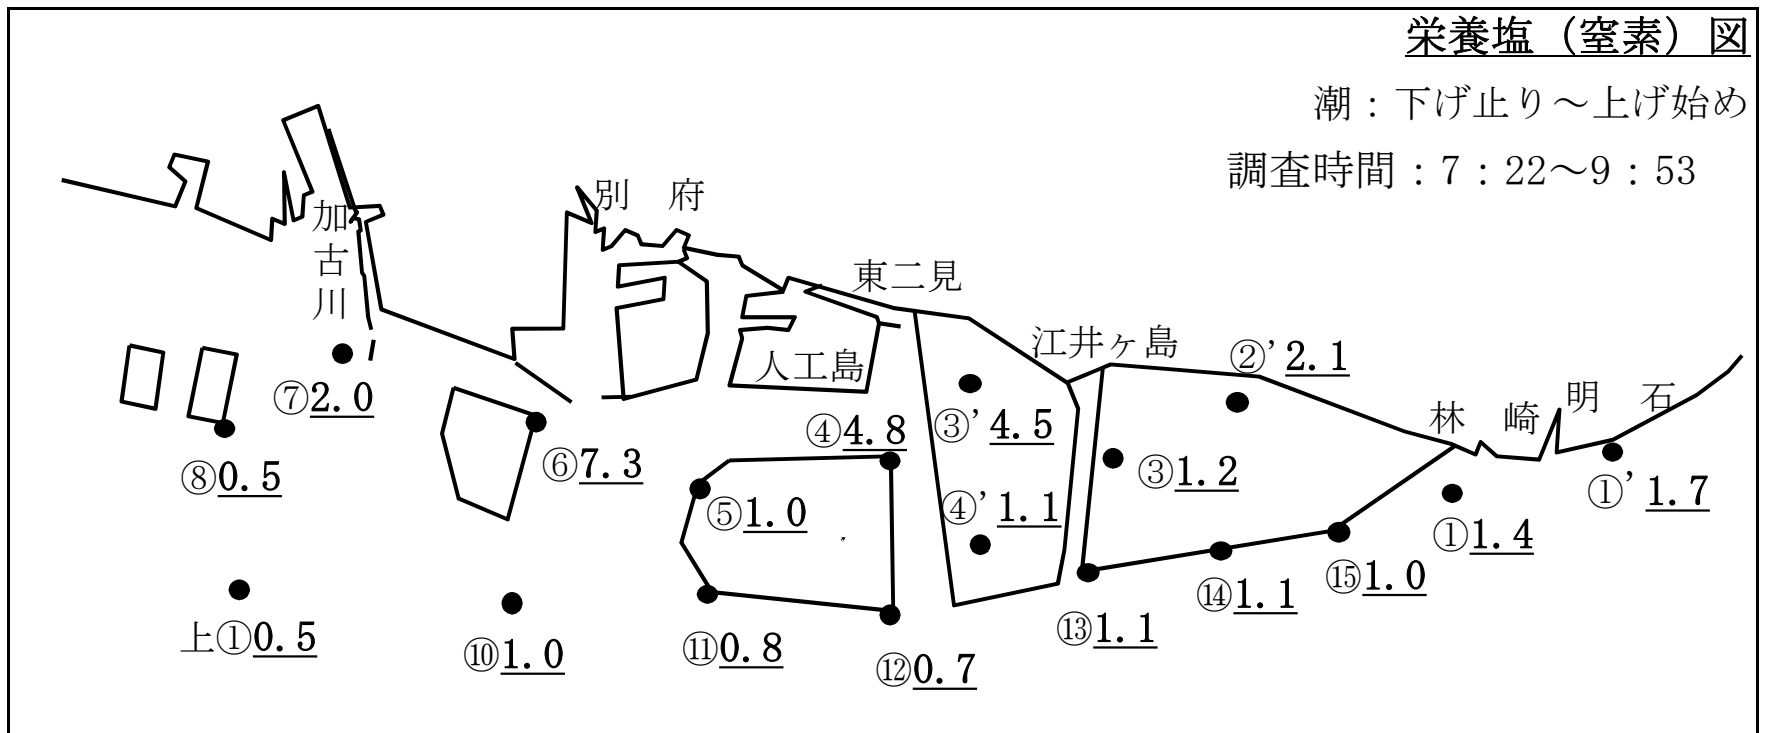 栄養塩（窒素）図
潮：下げ止り～上げ始め
調査時間：7：22～9：53
加古川
別　府
東二見
人工島
江井ヶ島
林　崎
明　石
②' 2.1
⑦2.0
④4.8
③' 4.5
⑧0.5
⑥7.3
③1.2
①' 1.7
⑤1.0
④' 1.1
①1.4
⑮1.0
⑭1.1
上①0.5
⑩1.0
⑪0.8
⑫0.7
⑬1.1